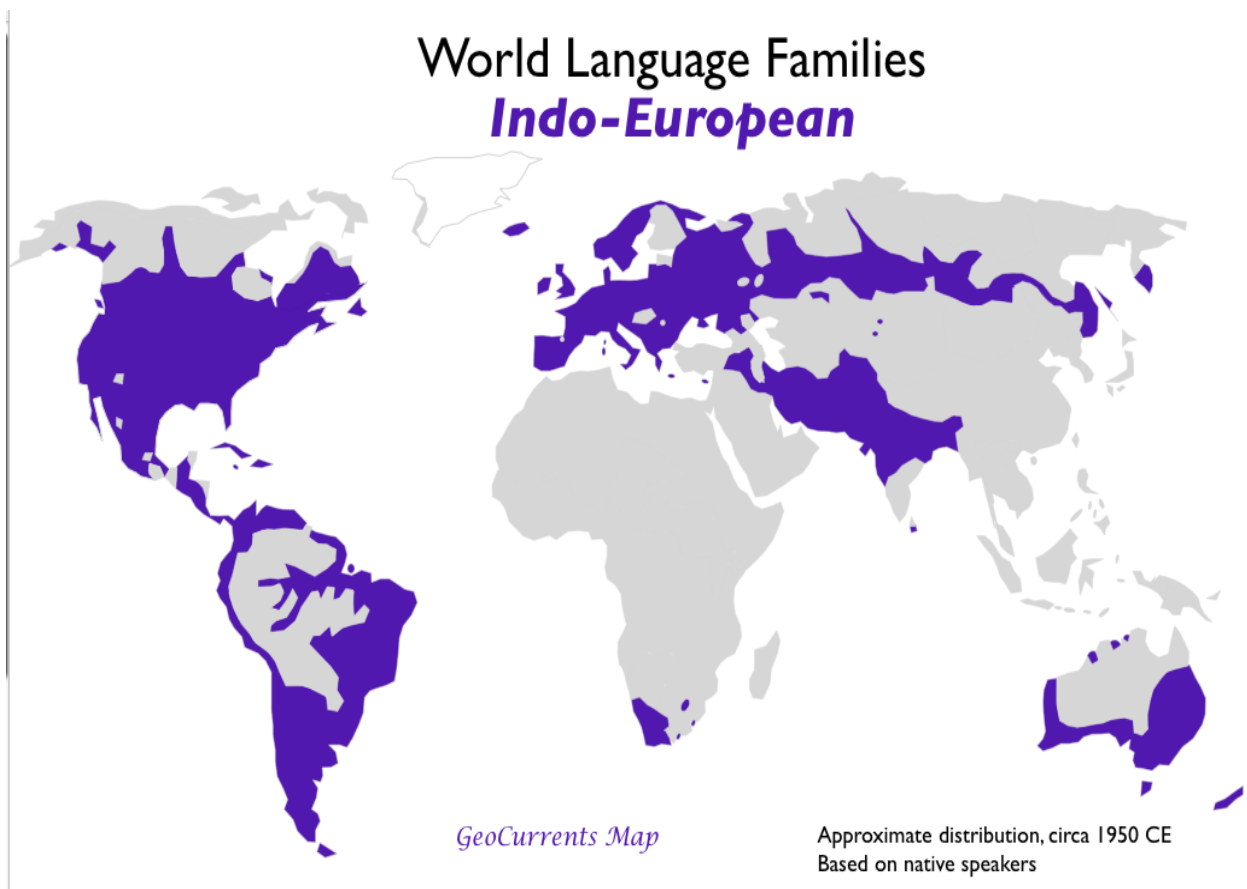 World Language Families
Indo-European
GeoCurrents Map
Approximate distribution, circa 1950 CE
Based on native speakers